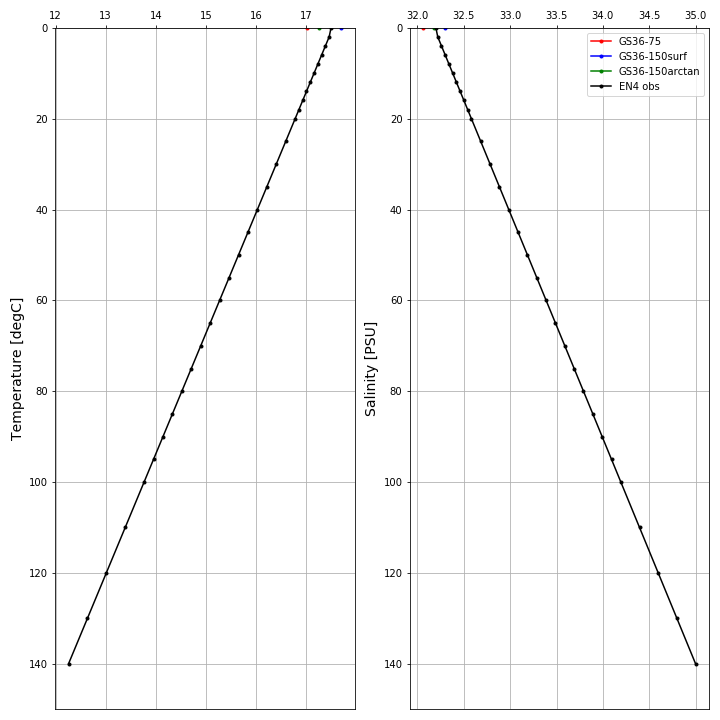 12 13 14 15 16 17
0
20
40
60
80
100
120
140
Temperature [degC]
32.0 32.5 33.0 33.5 34.0 34.5 35.0
0
20
40
60
80
100
120
140
Salinity [PSU]
GS36-75
GS36-150surf
GS36-150arctan
EN4 obs